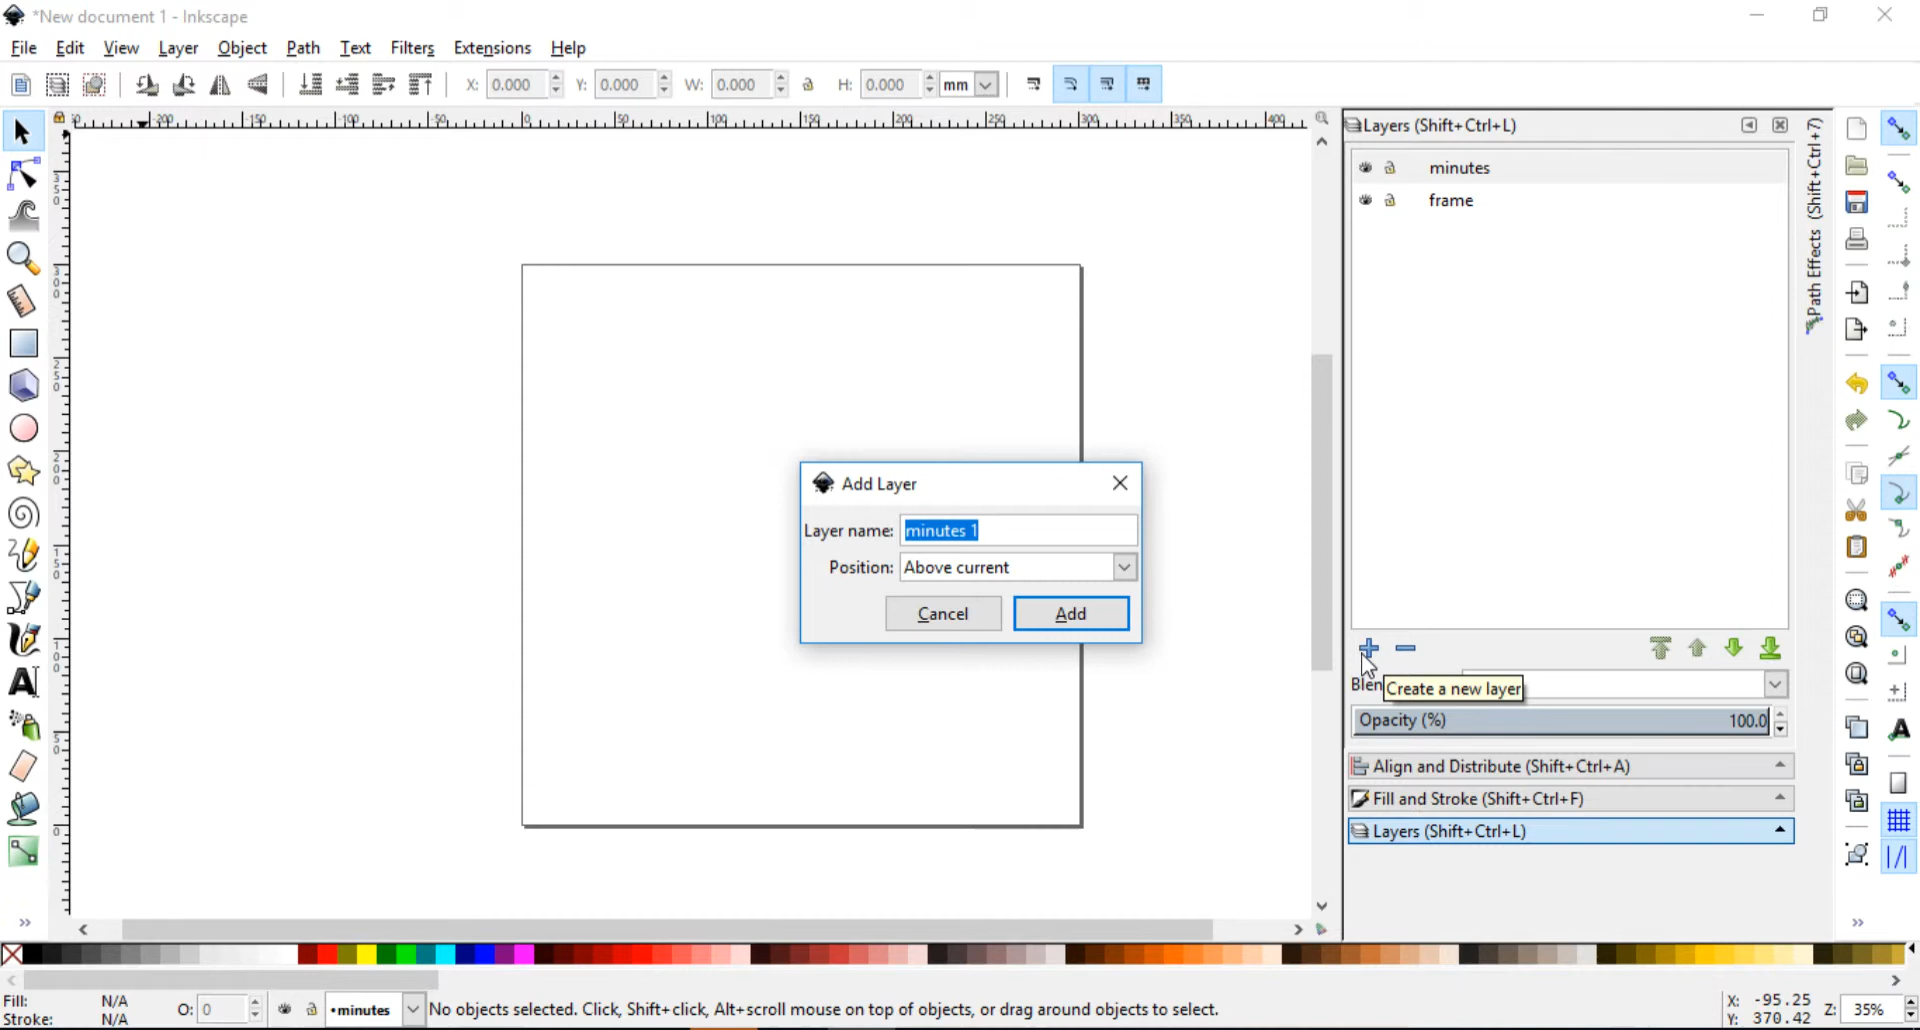 *New document 1 - Inkscape
File Edit View Layer Object Path Text Filters Extensions Help
X: 0.000 Y: 0.000 W: 0.000 H: 0.000 mm
Layers (Shift+Ctrl+L)
minutes
frame
Path Effects (Shift+Ctrl+7)
Add Layer
Layer name: minutes 1
Position: Above current
Cancel Add
Create a new layer
Blen
Opacity (%) 100.0
Align and Distribute (Shift+Ctrl+A)
Fill and Stroke (Shift+Ctrl+F)
Layers (Shift+Ctrl+L)
Fill: N/A
Stroke: N/A
O: 0
•minutes
No objects selected. Click, Shift+click, Alt+scroll mouse on top of objects, or drag around objects to select.
X: -95.25
Y: 370.42
Z: 35%